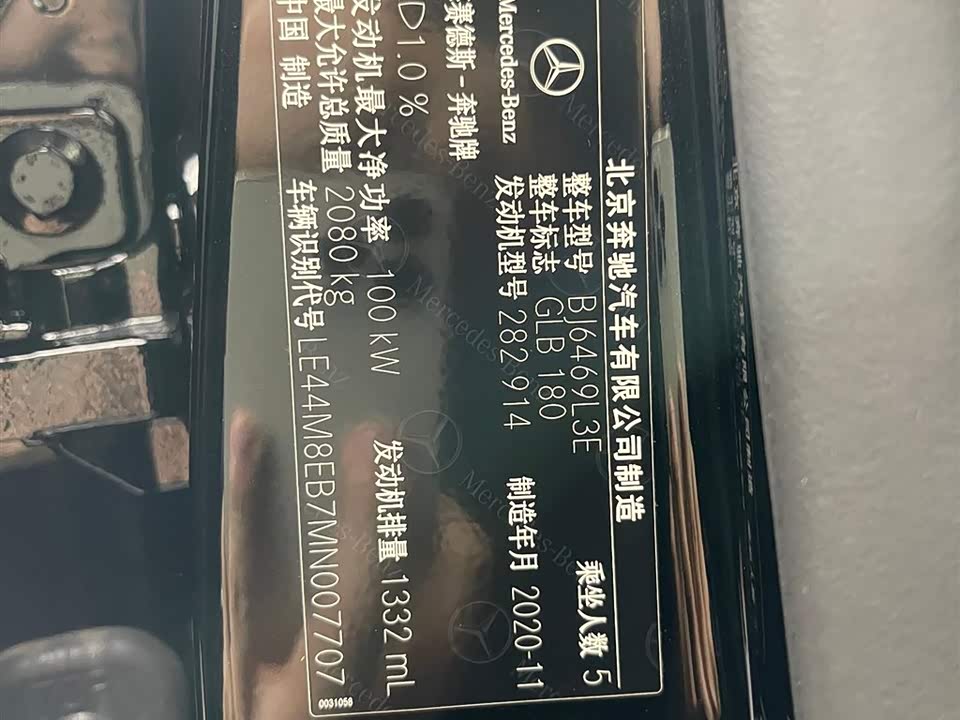 北京奔驰汽车有限公司制造
Mercedes-Benz
整车型号 BJ6469L3E
乘坐人数 5
整车标志 GLB 180
发动机型号 282 914
制造年月 2020-11
赛德斯-奔驰牌
D1.0 %
发动机最大净功率 100 kW
发动机排量 1332 mL
最大允许总质量 2080 kg
中国 制造
车辆识别代号 LE44M8EB7MN007707
0031056